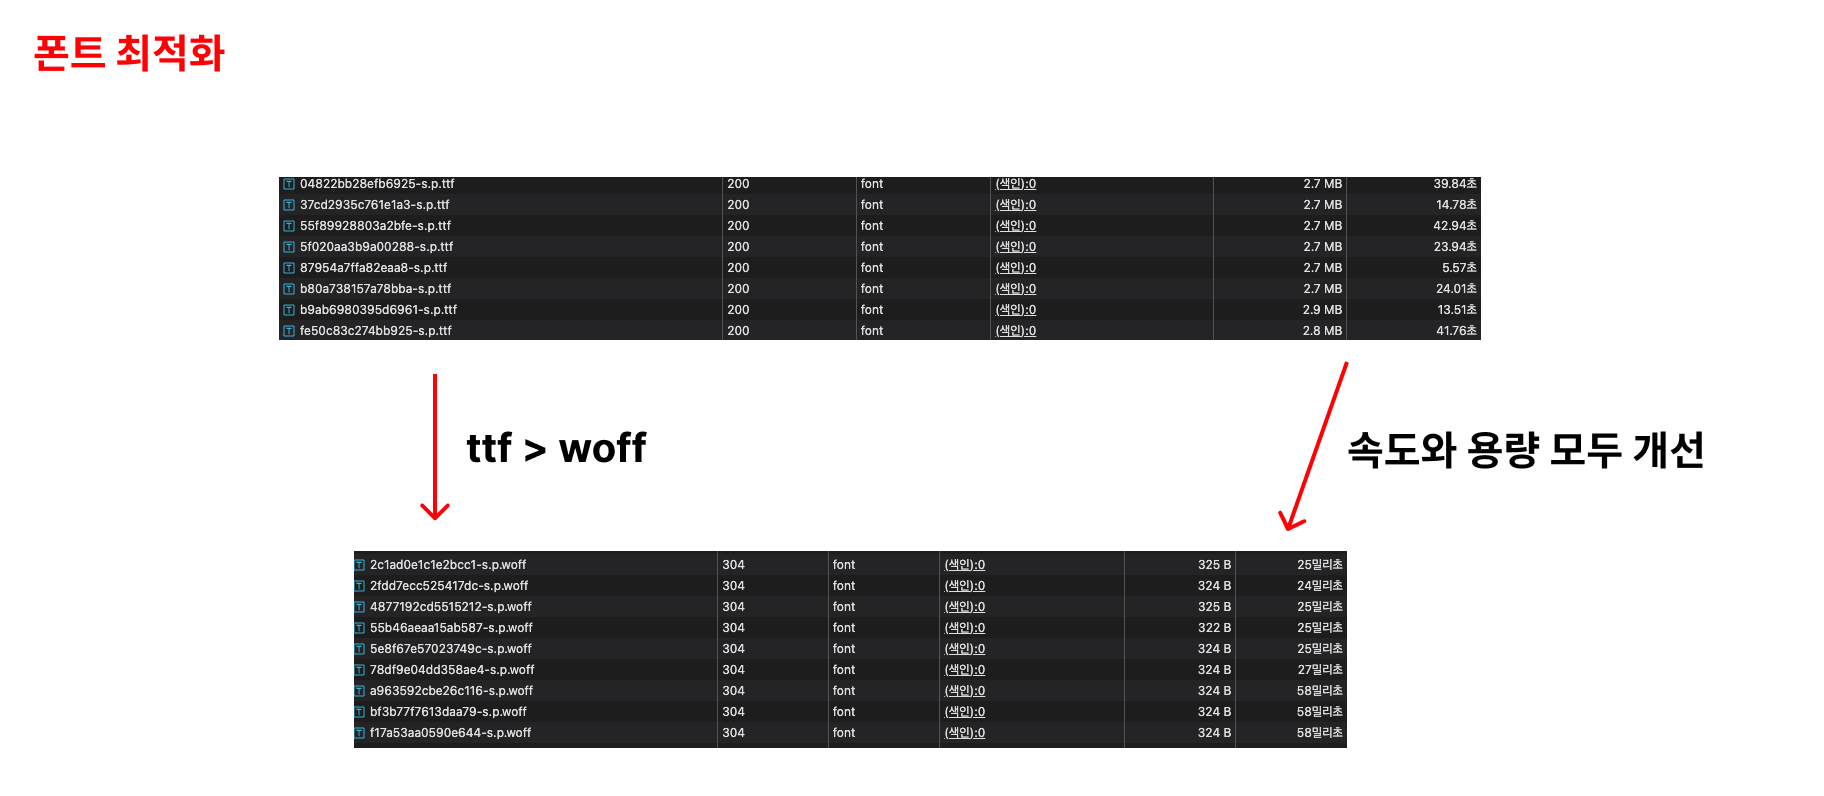 폰트 최적화
04822bb28efb6925-s.p.ttf 200 font (색인):0 2.7 MB 39.84초
37cd2935c761e1a3-s.p.ttf 200 font (색인):0 2.7 MB 14.78초
55f89928803a2bfe-s.p.ttf 200 font (색인):0 2.7 MB 42.94초
5f020aa3b9a00288-s.p.ttf 200 font (색인):0 2.7 MB 23.94초
87954a7ffa82eaa8-s.p.ttf 200 font (색인):0 2.7 MB 5.57초
b80a738157a78bba-s.p.ttf 200 font (색인):0 2.7 MB 24.01초
b9ab6980395d6961-s.p.ttf 200 font (색인):0 2.9 MB 13.51초
fe50c83c274bb925-s.p.ttf 200 font (색인):0 2.8 MB 41.76초
ttf > woff
속도와 용량 모두 개선
2c1ad0e1c1e2bcc1-s.p.woff 304 font (색인):0 325 B 25밀리초
2fdd7ecc525417dc-s.p.woff 304 font (색인):0 324 B 24밀리초
4877192cd5515212-s.p.woff 304 font (색인):0 325 B 25밀리초
55b46aeaa15ab587-s.p.woff 304 font (색인):0 322 B 25밀리초
5e8f67e57023749c-s.p.woff 304 font (색인):0 324 B 25밀리초
78df9e04dd358ae4-s.p.woff 304 font (색인):0 324 B 27밀리초
a963592cbe26c116-s.p.woff 304 font (색인):0 324 B 58밀리초
bf3b77f7613daa79-s.p.woff 304 font (색인):0 324 B 58밀리초
f17a53aa0590e644-s.p.woff 304 font (색인):0 324 B 58밀리초